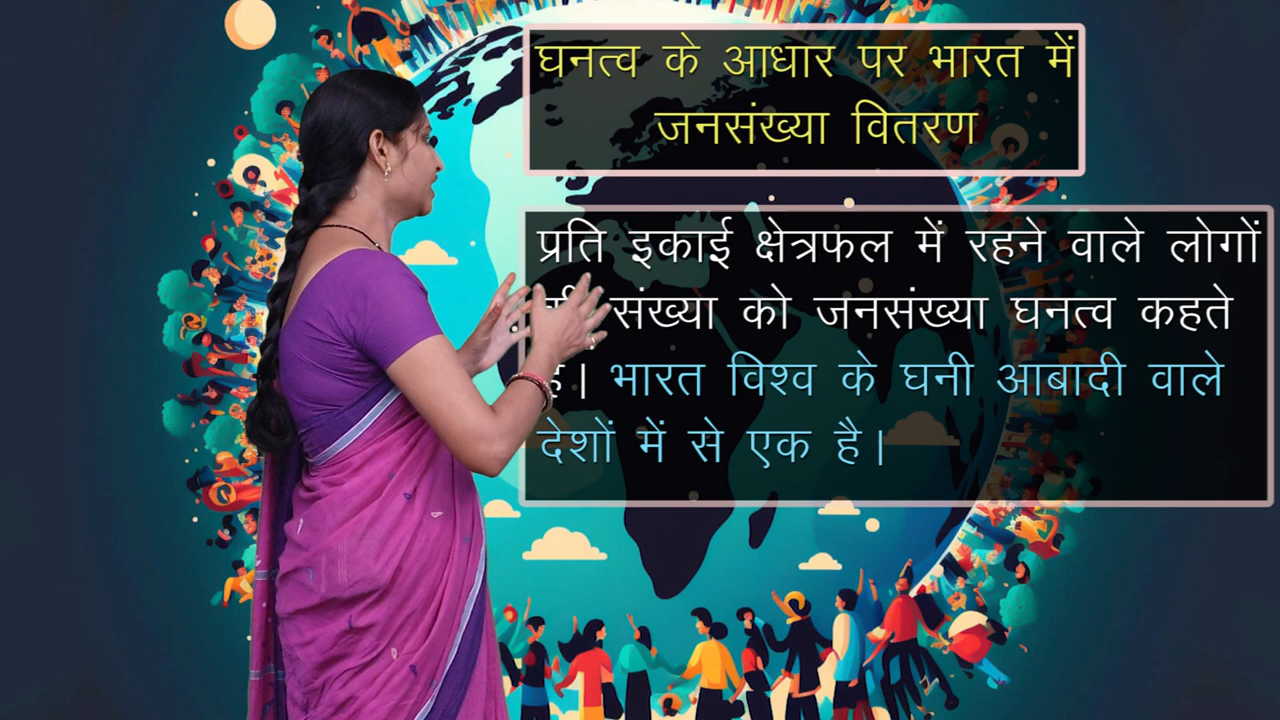 घनत्व के आधार पर भारत में
जनसंख्या वितरण
प्रति इकाई क्षेत्रफल में रहने वाले लोगों
संख्या को जनसंख्या घनत्व कहते
भारत विश्व के घनी आबादी वाले
देशों में से एक है।